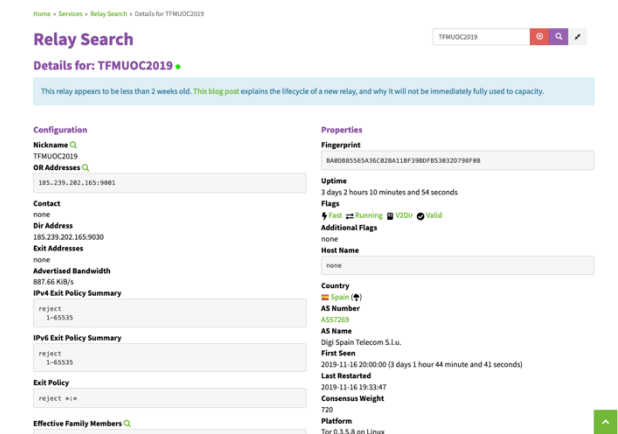 Home » Services » Relay Search » Details for TFMUOC2019
Relay Search
TFMUOC2019
Details for: TFMUOC2019
This relay appears to be less than 2 weeks old. This blog post explains the lifecycle of a new relay, and why it will not be immediately fully used to capacity.
Configuration
Nickname
TFMUOC2019
OR Addresses
185.239.202.165:9001
Contact
none
Dir Address
185.239.202.165:9030
Exit Addresses
none
Advertised Bandwidth
887.66 KiB/s
IPv4 Exit Policy Summary
reject
1-65535
IPv6 Exit Policy Summary
reject
1-65535
Exit Policy
reject *:*
Effective Family Members
Properties
Fingerprint
Uptime
3 days 2 hours 10 minutes and 54 seconds
Flags
Fast Running V2Dir Valid
Additional Flags
none
Host Name
none
Country
Spain
AS Number
AS57269
AS Name
Digi Spain Telecom S.l.u.
First Seen
2019-11-16 20:00:00 (3 days 1 hour 44 minute and 41 seconds)
Last Restarted
2019-11-16 19:33:47
Consensus Weight
720
Platform
Tor 0.3.5.8 on Linux